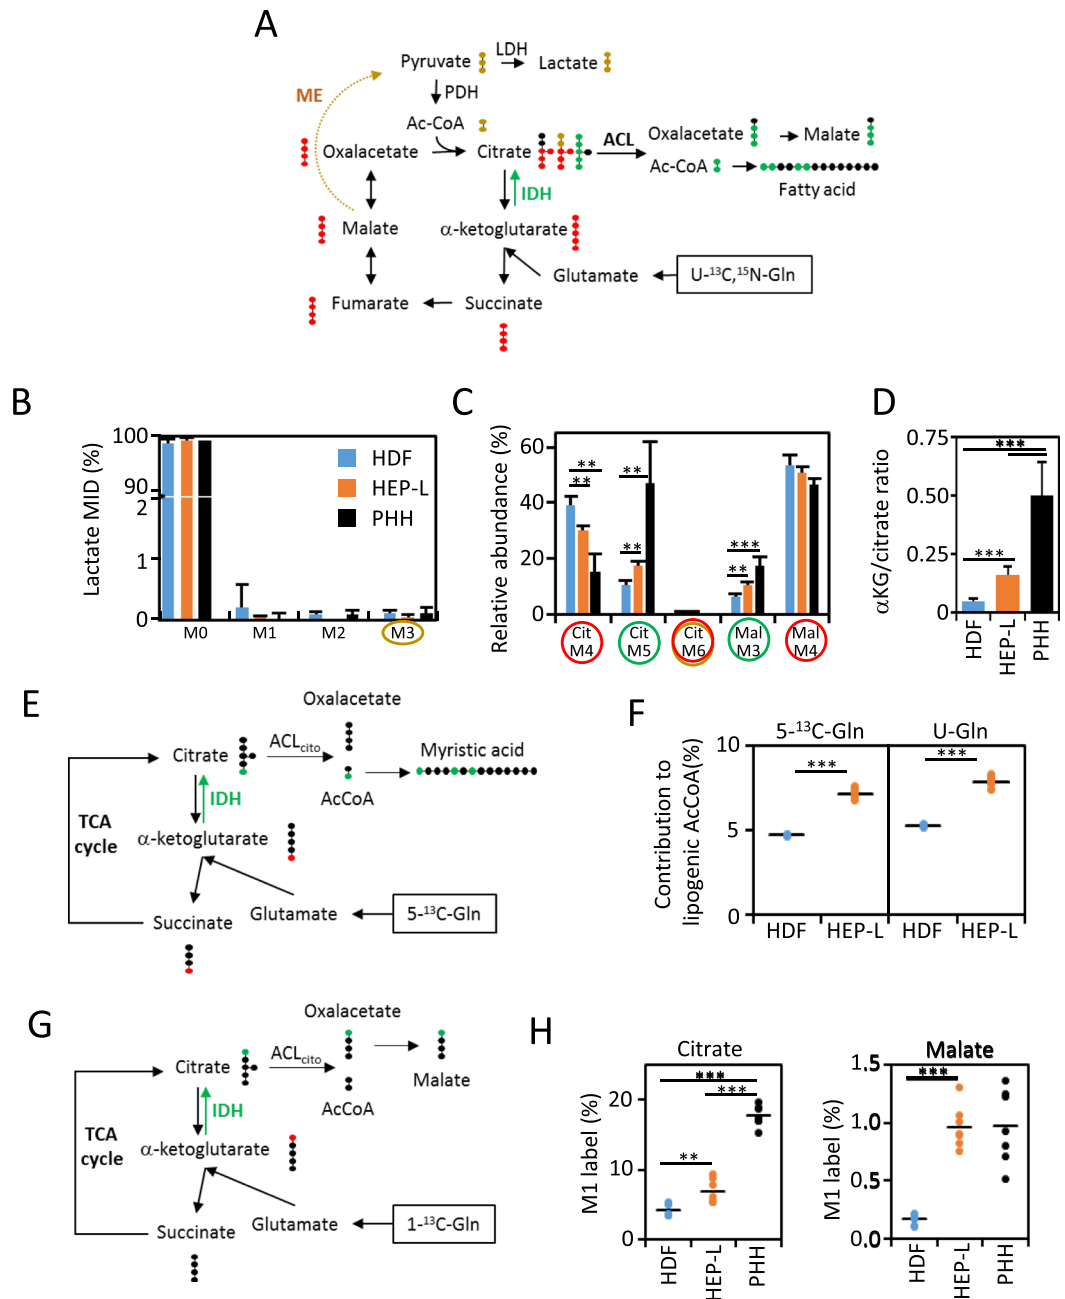 A
Pyruvate
LDH
Lactate
ME
PDH
Ac-CoA
Oxalacetate
Citrate
ACL
Oxalacetate
Malate
Ac-CoA
Fatty acid
IDH
Malate
α-ketoglutarate
Glutamate
U-¹³C,¹⁵N-Gln
Fumarate
Succinate
B
Lactate MID (%)
100
90
2
1
0
HDF
HEP-L
PHH
M0
M1
M2
M3
C
Relative abundance (%)
60
40
20
0
**
**
**
**
***
**
Cit
M4
Cit
M5
Cit
M6
Mal
M3
Mal
M4
D
αKG/citrate ratio
0.75
0.50
0.25
0
***
***
HDF
HEP-L
PHH
E
Oxalacetate
Citrate
ACLcito
Myristic acid
AcCoA
IDH
TCA
cycle
α-ketoglutarate
Glutamate
5-¹³C-Gln
Succinate
F
5-¹³C-Gln
U-Gln
Contribution to
lipogenic AcCoA(%)
10
5
0
***
***
HDF
HEP-L
HDF
HEP-L
G
Oxalacetate
Citrate
ACLcito
Malate
AcCoA
IDH
TCA
cycle
α-ketoglutarate
Glutamate
1-¹³C-Gln
Succinate
H
Citrate
M1 label (%)
20
10
0
***
***
**
HDF
HEP-L
PHH
Malate
M1 label (%)
1.5
1.0
0.5
0.0
***
HDF
HEP-L
PHH